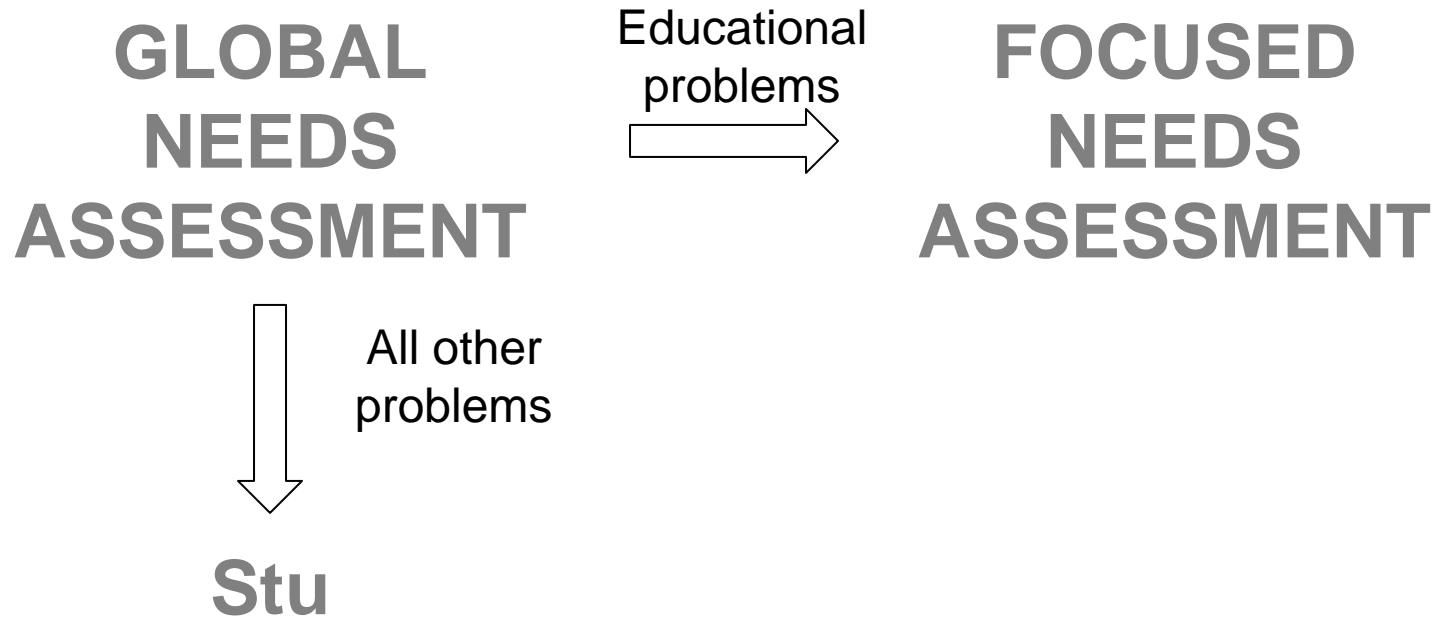 GLOBAL
NEEDS
ASSESSMENT
Educational
problems
FOCUSED
NEEDS
ASSESSMENT
All other
problems
Stu